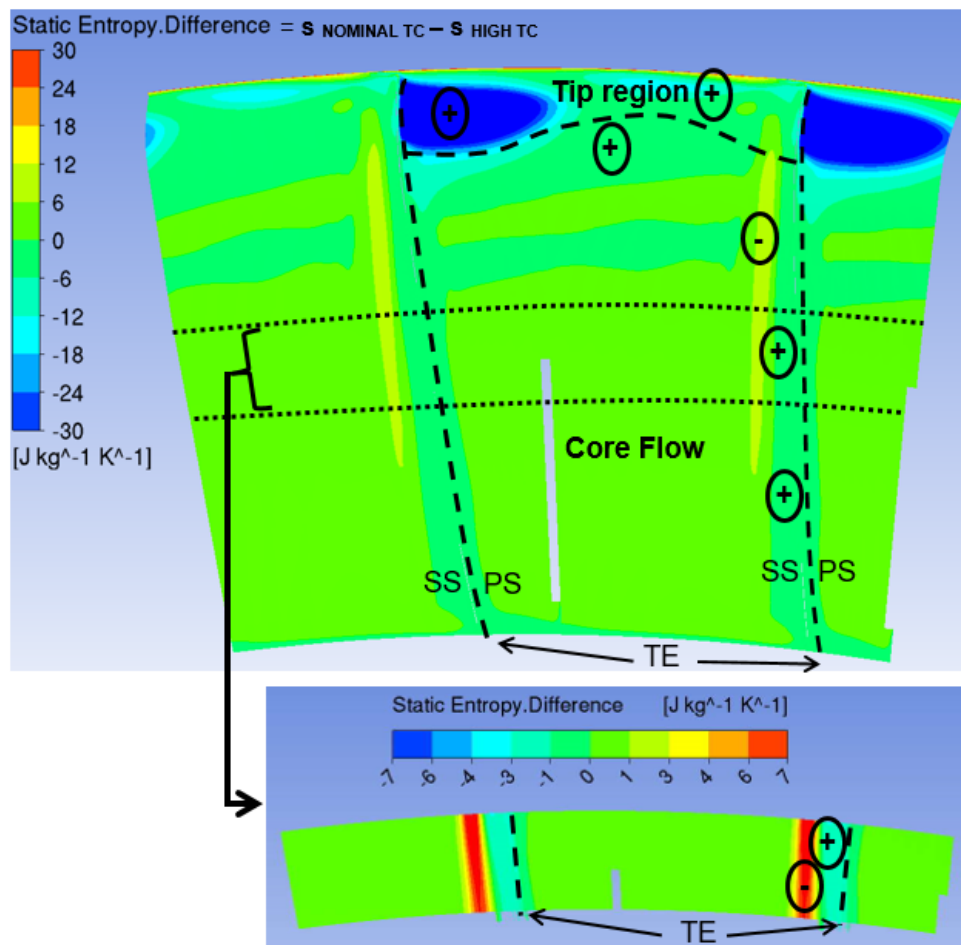 Static Entropy.Difference = S NOMINAL TC – S HIGH TC
30
24
18
12
6
0
-6
-12
-18
-24
-30
[J kg^-1 K^-1]
Tip region +
+
+
-
+
Core Flow
+
SS PS
SS PS
TE
Static Entropy.Difference [J kg^-1 K^-1]
-7 -6 -4 -3 -1 0 1 3 4 6 7
+
-
TE